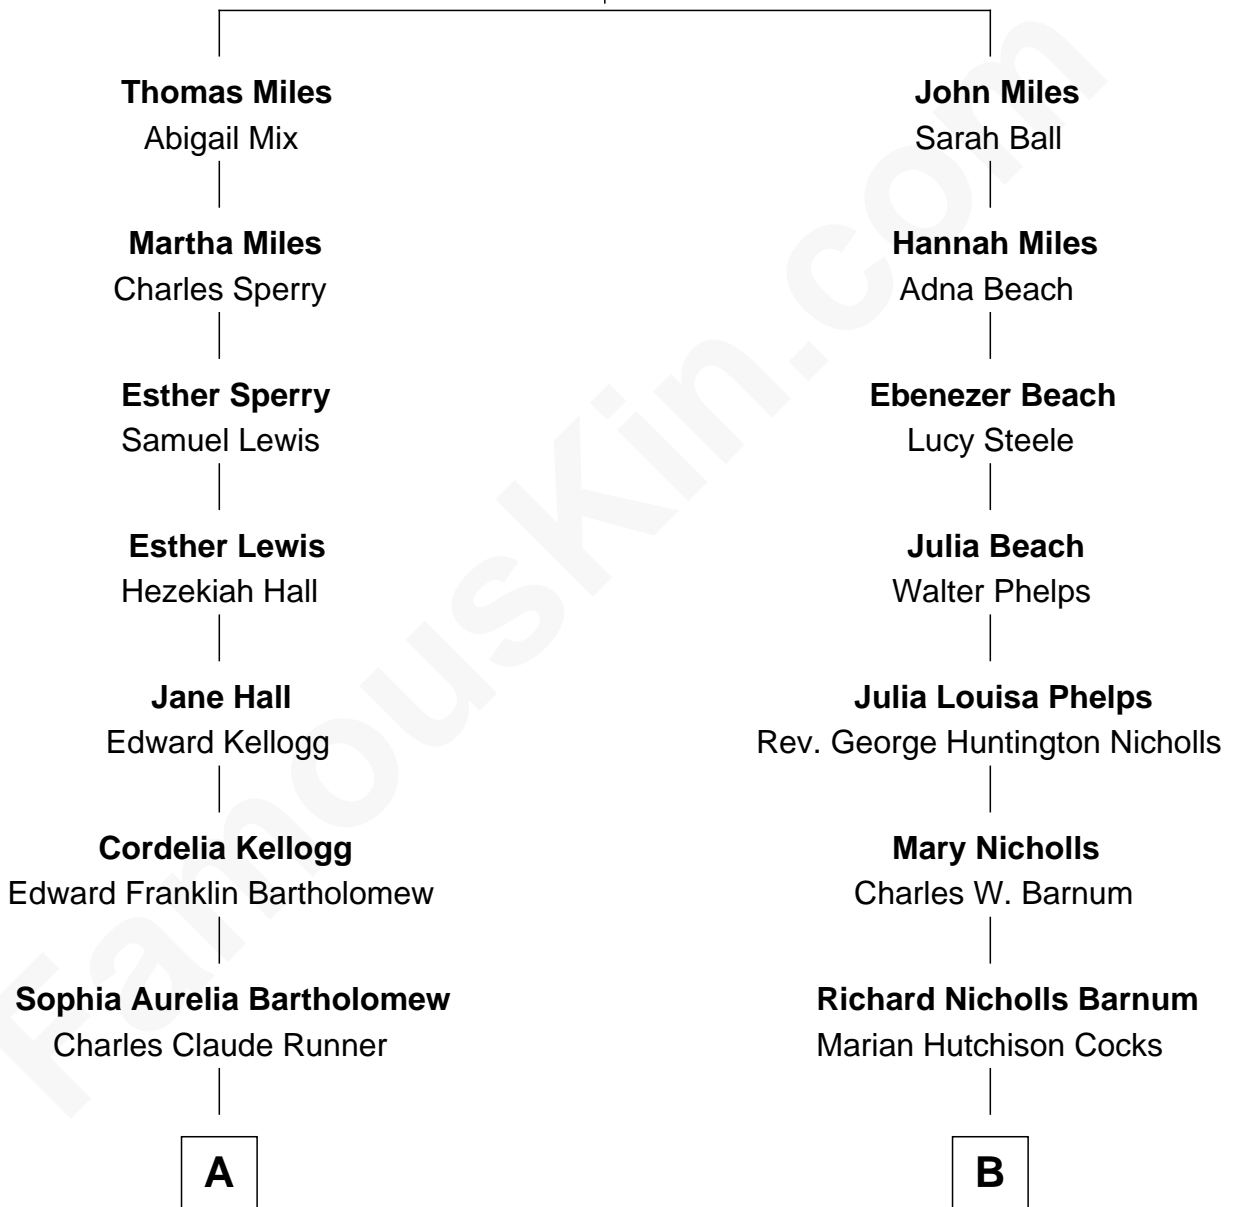 Thomas Miles
Abigail Mix
Martha Miles
Charles Sperry
Esther Sperry
Samuel Lewis
Esther Lewis
Hezekiah Hall
Jane Hall
Edward Kellogg
Cordelia Kellogg
Edward Franklin Bartholomew
Sophia Aurelia Bartholomew
Charles Claude Runner
A
John Miles
Sarah Ball
Hannah Miles
Adna Beach
Ebenezer Beach
Lucy Steele
Julia Beach
Walter Phelps
Julia Louisa Phelps
Rev. George Huntington Nicholls
Mary Nicholls
Charles W. Barnum
Richard Nicholls Barnum
Marian Hutchison Cocks
B
FamousKin.com